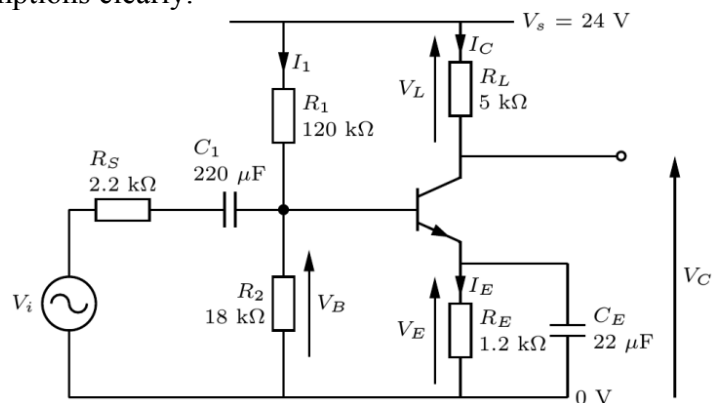 mptions clearly.
V_s = 24 V
I_1
I_C
V_L
R_L
5 kΩ
R_1
120 kΩ
C_1
220 μF
R_S
2.2 kΩ
V_i
R_2
18 kΩ
V_B
V_E
I_E
R_E
1.2 kΩ
C_E
22 μF
V_C
0 V